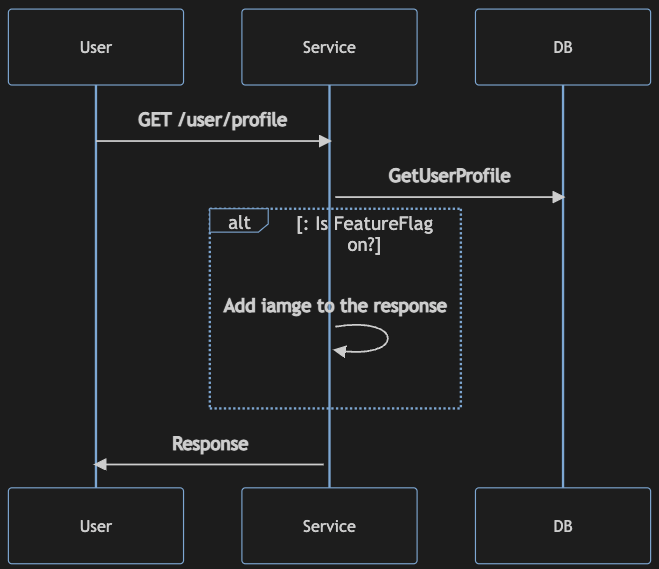 User Service DB
GET /user/profile
GetUserProfile
alt [: Is FeatureFlag
on?]
Add iamge to the response
Response
User Service DB